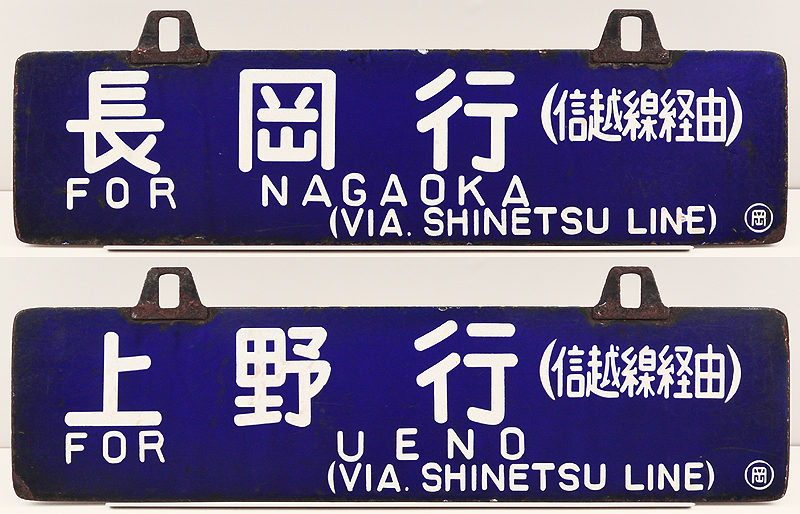 長岡行(信越線経由)
FOR NAGAOKA
(VIA. SHINETSU LINE)
岡
上野行(信越線経由)
FOR UENO
(VIA. SHINETSU LINE)
岡